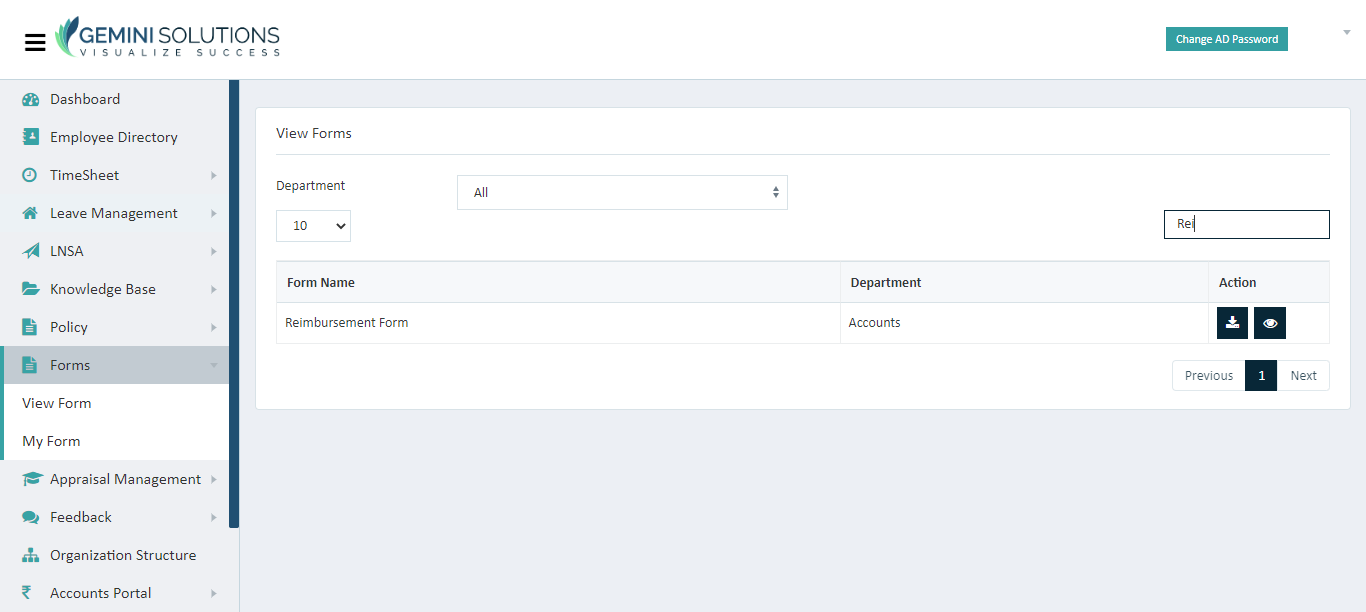 GEMINI SOLUTIONS
VISUALIZE SUCCESS
Change AD Password
Dashboard
Employee Directory
TimeSheet
Leave Management
LNSA
Knowledge Base
Policy
Forms
View Form
My Form
Appraisal Management
Feedback
Organization Structure
Accounts Portal
View Forms
Department
All
10
Rei
Form Name Department Action
Reimbursement Form Accounts
Previous 1 Next